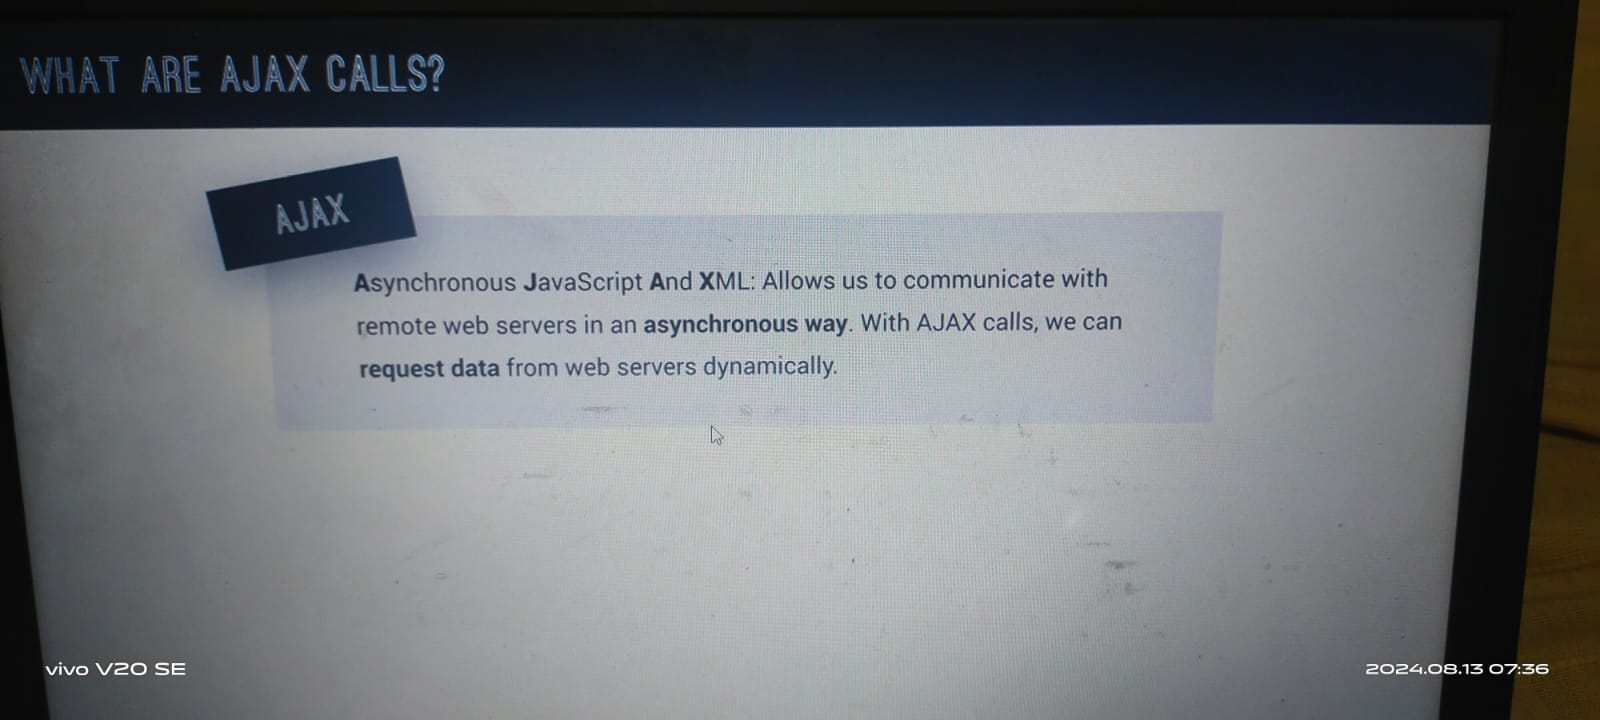 WHAT ARE AJAX CALLS?
AJAX
Asynchronous JavaScript And XML: Allows us to communicate with
remote web servers in an asynchronous way. With AJAX calls, we can
request data from web servers dynamically.
vivo V20 SE
2024.08.13 07:36